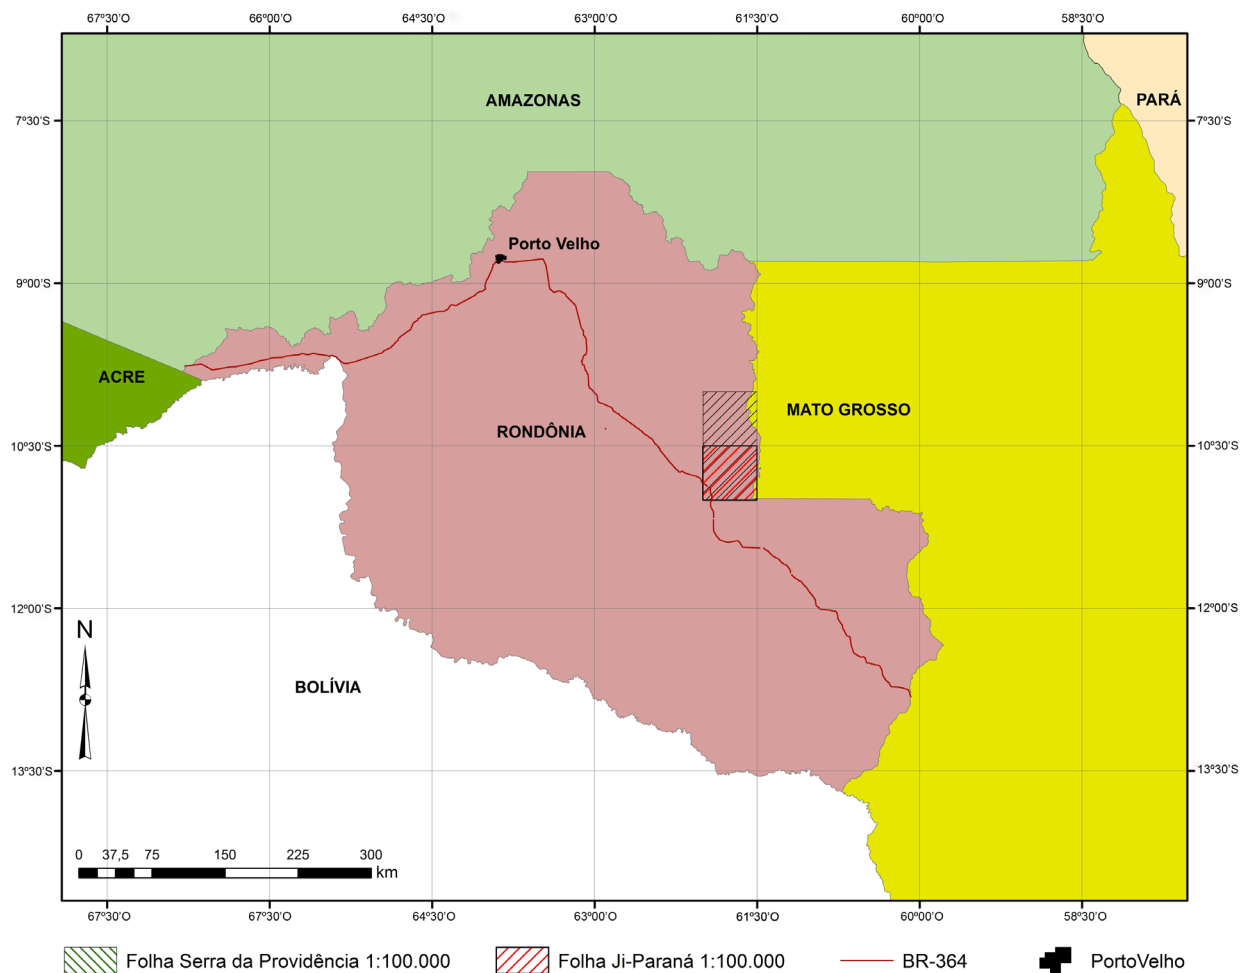 67°30'O 66°00'O 64°30'O 63°00'O 61°30'O 60°00'O 58°30'O
AMAZONAS
PARÁ
7°30'S 7°30'S
Porto Velho
9°00'S 9°00'S
ACRE
MATO GROSSO
RONDÔNIA
10°30'S 10°30'S
12°00'S 12°00'S
N
BOLÍVIA
13°30'S 13°30'S
0 37,5 75 150 225 300
km
67°30'O 67°30'O 64°30'O 63°00'O 61°30'O 60°00'O 58°30'O
Folha Serra da Providência 1:100.000 Folha Ji-Paraná 1:100.000 BR-364 PortoVelho